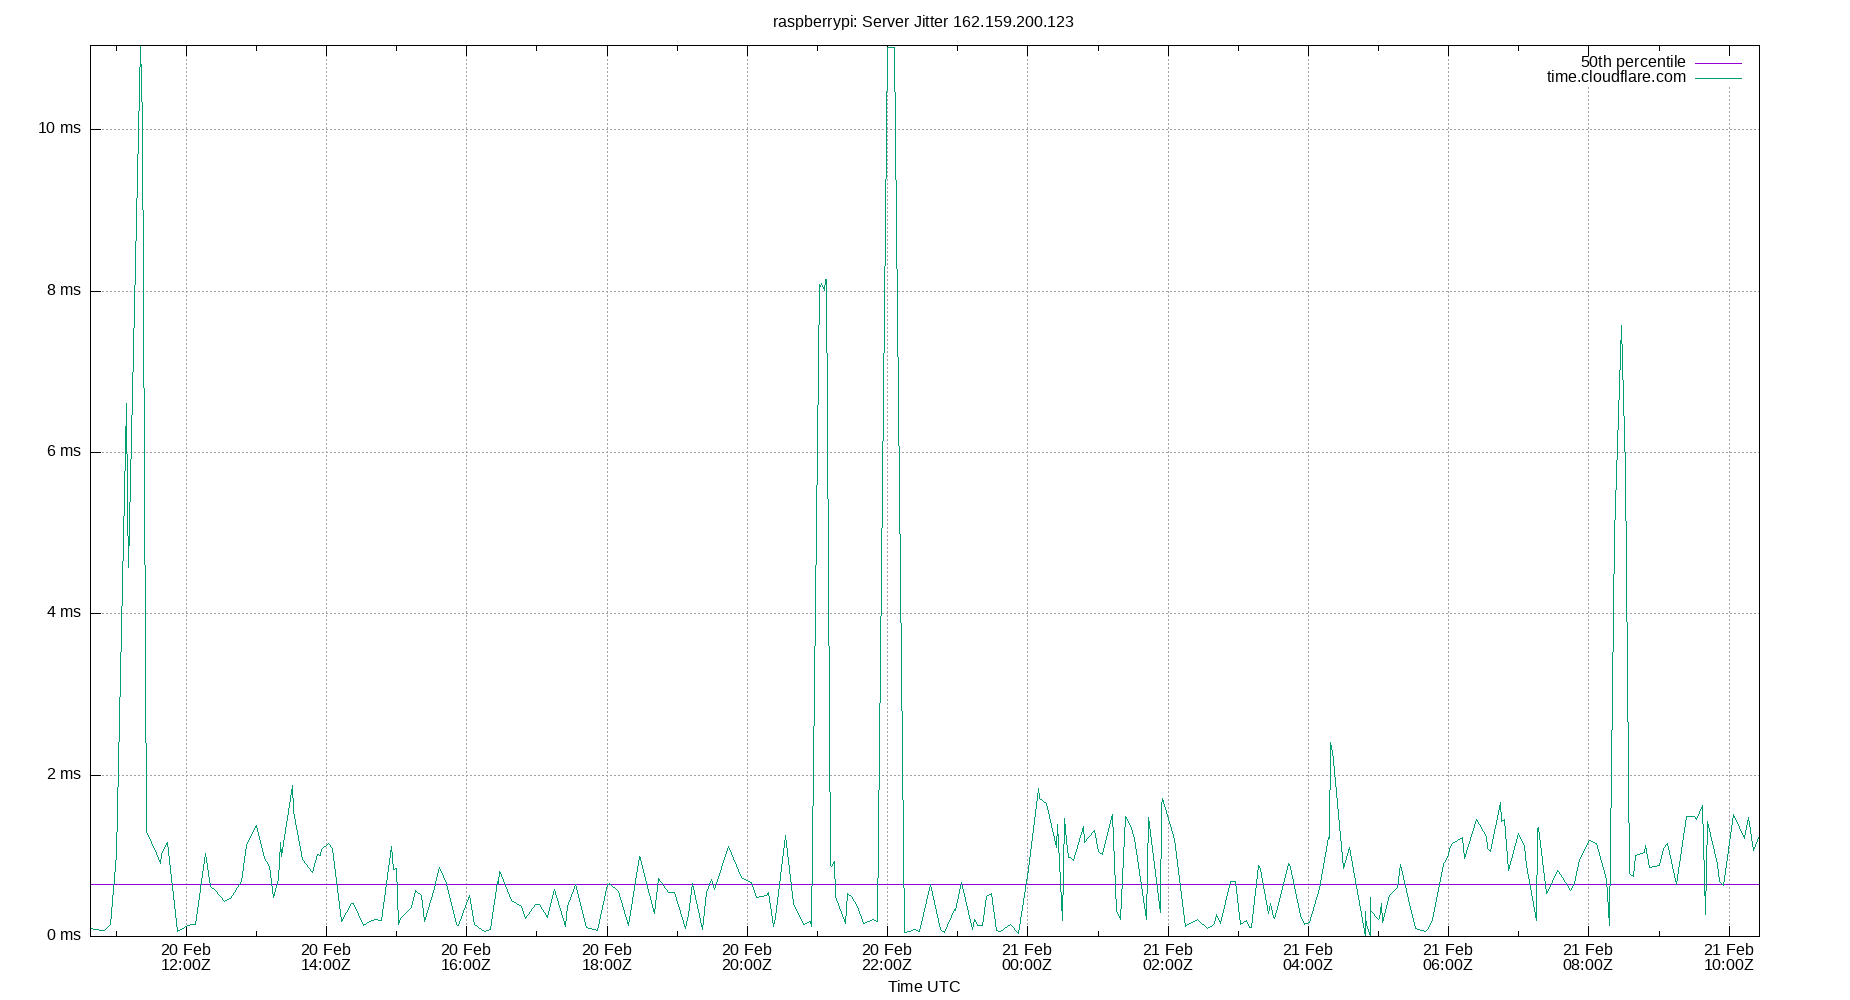 raspberrypi: Server Jitter 162.159.200.123
50th percentile
time.cloudflare.com
10 ms
8 ms
6 ms
4 ms
2 ms
0 ms
20 Feb 20 Feb 20 Feb 20 Feb 20 Feb 20 Feb 21 Feb 21 Feb 21 Feb 21 Feb 21 Feb 21 Feb
12:00Z 14:00Z 16:00Z 18:00Z 20:00Z 22:00Z 00:00Z 02:00Z 04:00Z 06:00Z 08:00Z 10:00Z
Time UTC